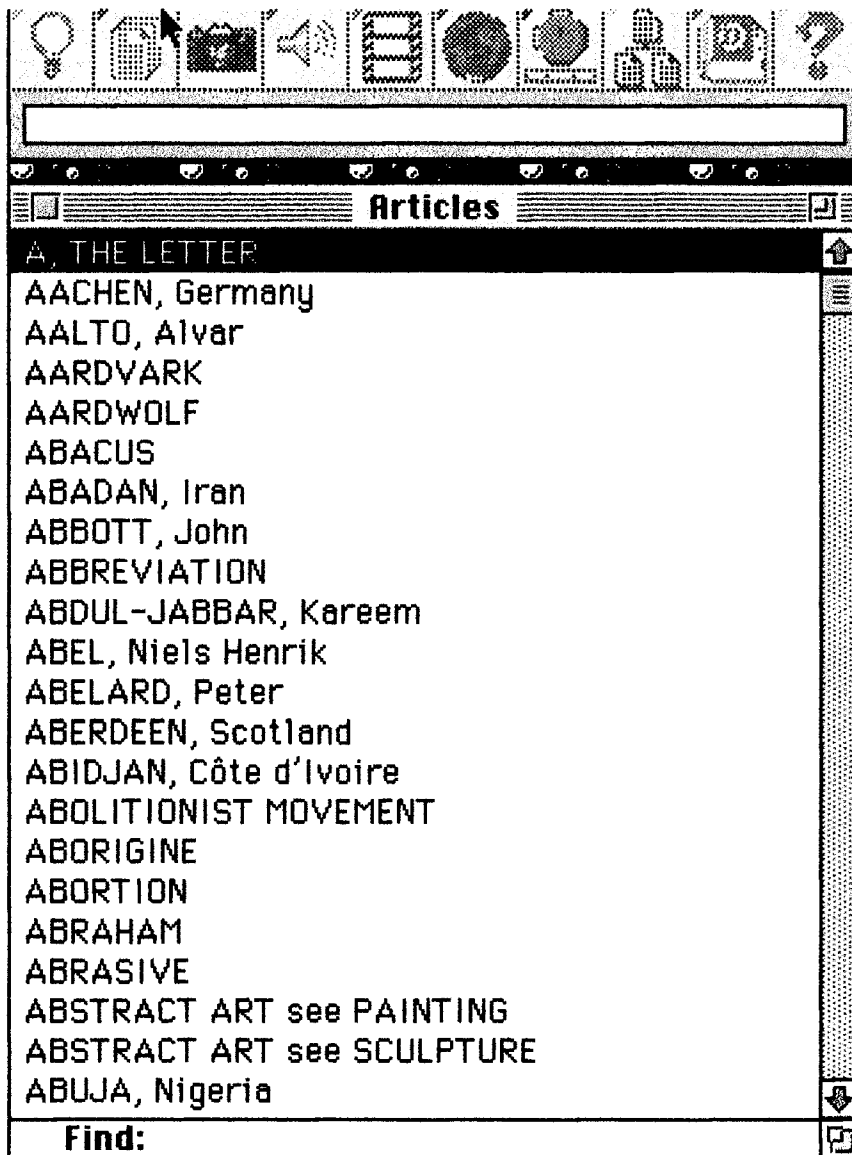 Articles
A, THE LETTER
AACHEN, Germany
AALTO, Alvar
AARDVARK
AARDWOLF
ABACUS
ABADAN, Iran
ABBOTT, John
ABBREVIATION
ABDUL-JABBAR, Kareem
ABEL, Niels Henrik
ABELARD, Peter
ABERDEEN, Scotland
ABIDJAN, Côte d'Ivoire
ABOLITIONIST MOVEMENT
ABORIGINE
ABORTION
ABRAHAM
ABRASIVE
ABSTRACT ART see PAINTING
ABSTRACT ART see SCULPTURE
ABUJA, Nigeria
Find: